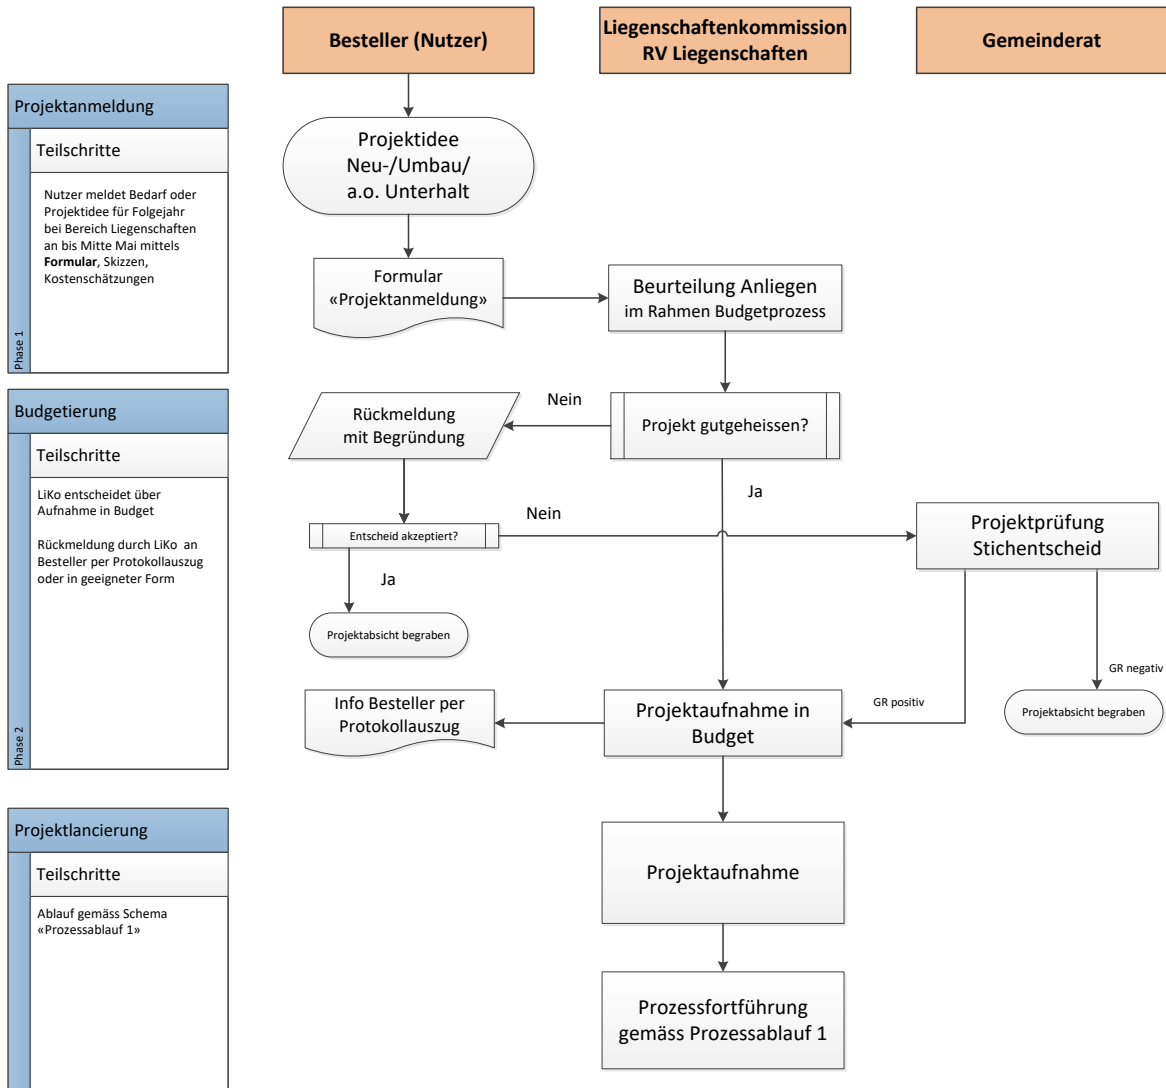 Besteller (Nutzer)
Liegenschaftenkommission
RV Liegenschaften
Gemeinderat
Projektanmeldung
Teilschritte
Nutzer meldet Bedarf oder
Projektidee für Folgejahr
bei Bereich Liegenschaften
an bis Mitte Mai mittels
Formular, Skizzen,
Kostenschätzungen
Phase 1
Projektidee
Neu-/Umbau/
a.o. Unterhalt
Formular
«Projektanmeldung»
Beurteilung Anliegen
im Rahmen Budgetprozess
Budgetierung
Teilschritte
LiKo entscheidet über
Aufnahme in Budget
Rückmeldung durch LiKo an
Besteller per Protokollauszug
oder in geeigneter Form
Phase 2
Rückmeldung
mit Begründung
Nein
Projekt gutgeheissen?
Ja
Entscheid akzeptiert?
Nein
Projektprüfung
Stichentscheid
Ja
Projektabsicht begraben
GR negativ
GR positiv
Projektabsicht begraben
Info Besteller per
Protokollauszug
Projektaufnahme in
Budget
Projektlancierung
Teilschritte
Ablauf gemäss Schema
«Prozessablauf 1»
Projektaufnahme
Prozessfortführung
gemäss Prozessablauf 1